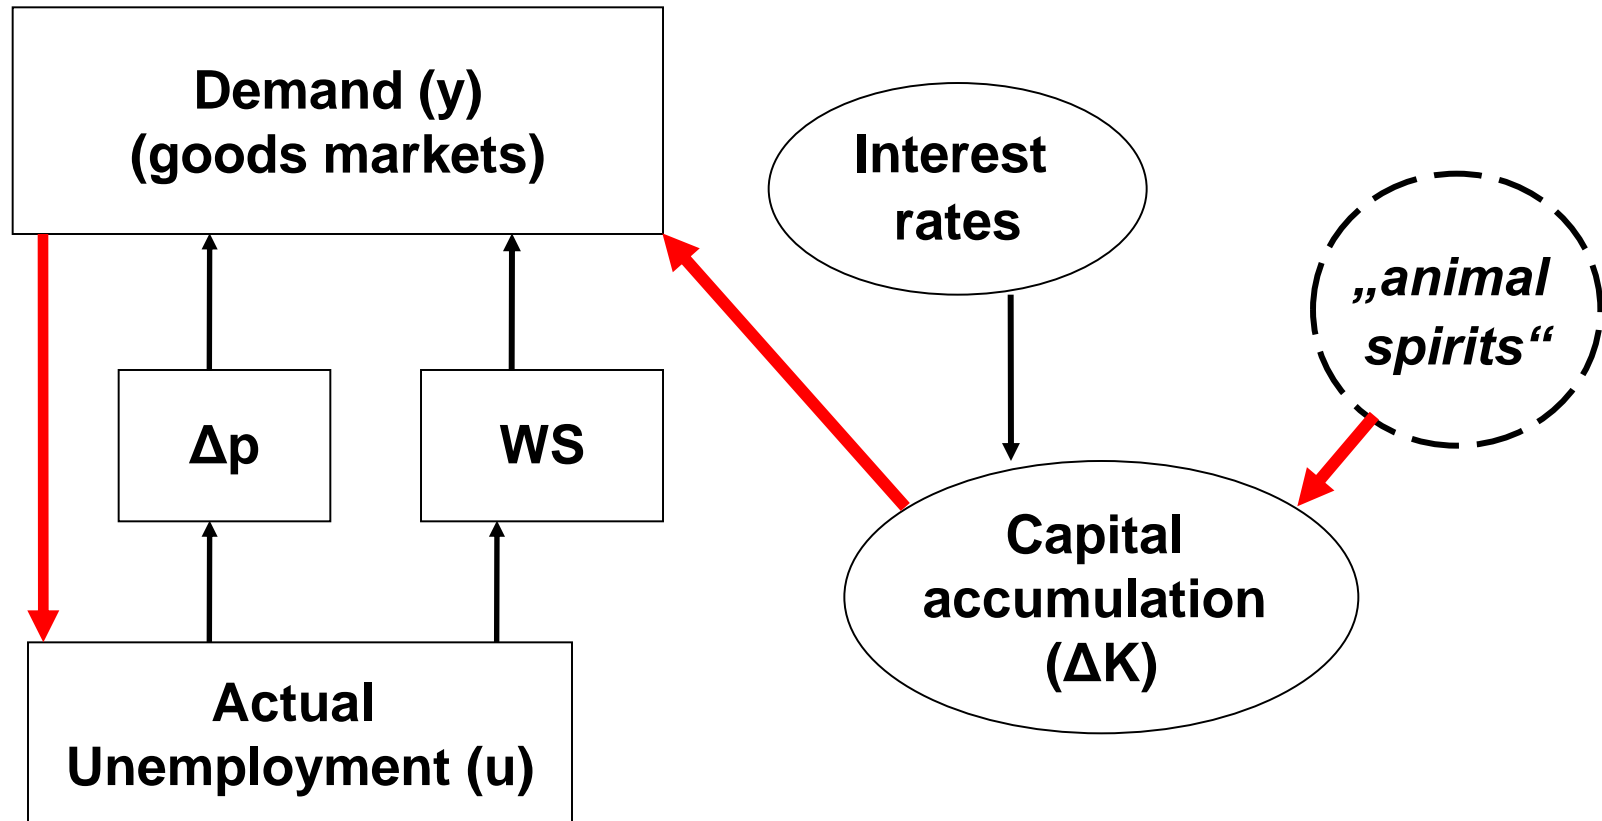 Demand (y)
(goods markets)
Interest
rates
„animal
spirits“
Δp
WS
Capital
accumulation
(ΔK)
Actual
Unemployment (u)